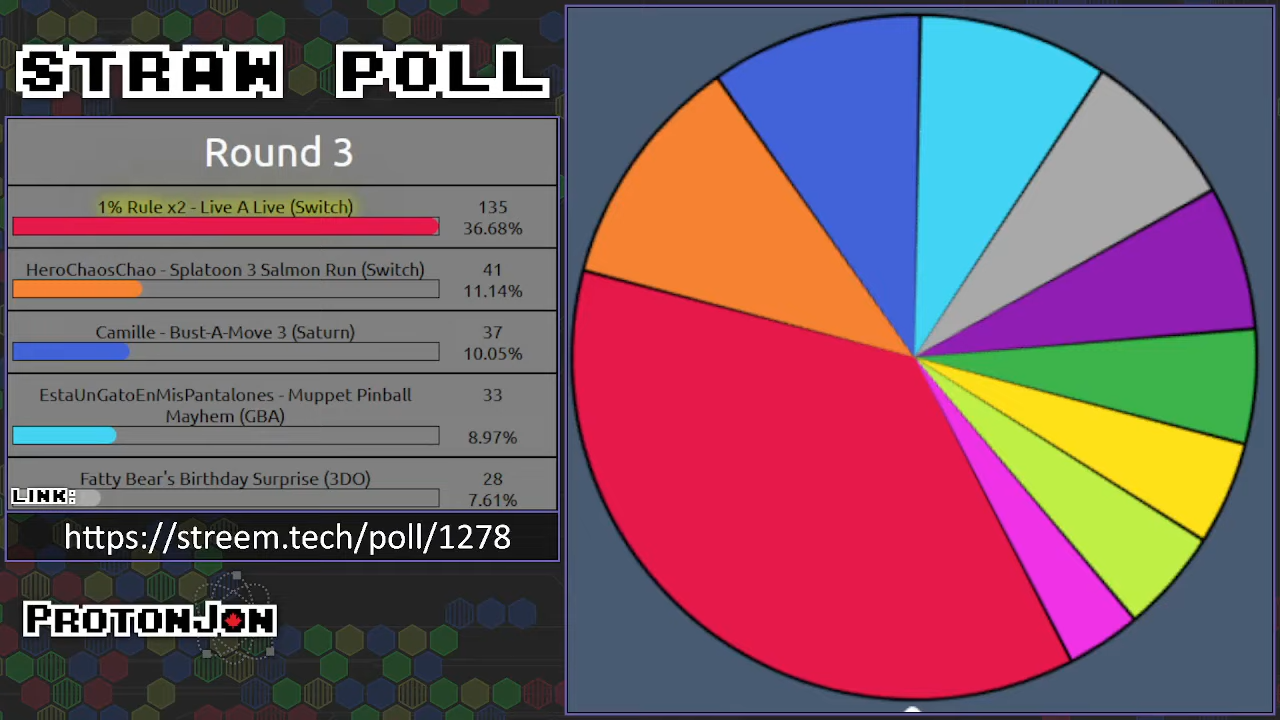 STRAW POLL
Round 3
1% Rule x2 - Live A Live (Switch)
135
36.68%
HeroChaosChao - Splatoon 3 Salmon Run (Switch)
41
11.14%
Camille - Bust-A-Move 3 (Saturn)
37
10.05%
EstaUnGatoEnMisPantalones - Muppet Pinball
Mayhem (GBA)
33
8.97%
Fatty Bear's Birthday Surprise (3DO)
28
7.61%
LINK:
https://streem.tech/poll/1278
PROTONJON